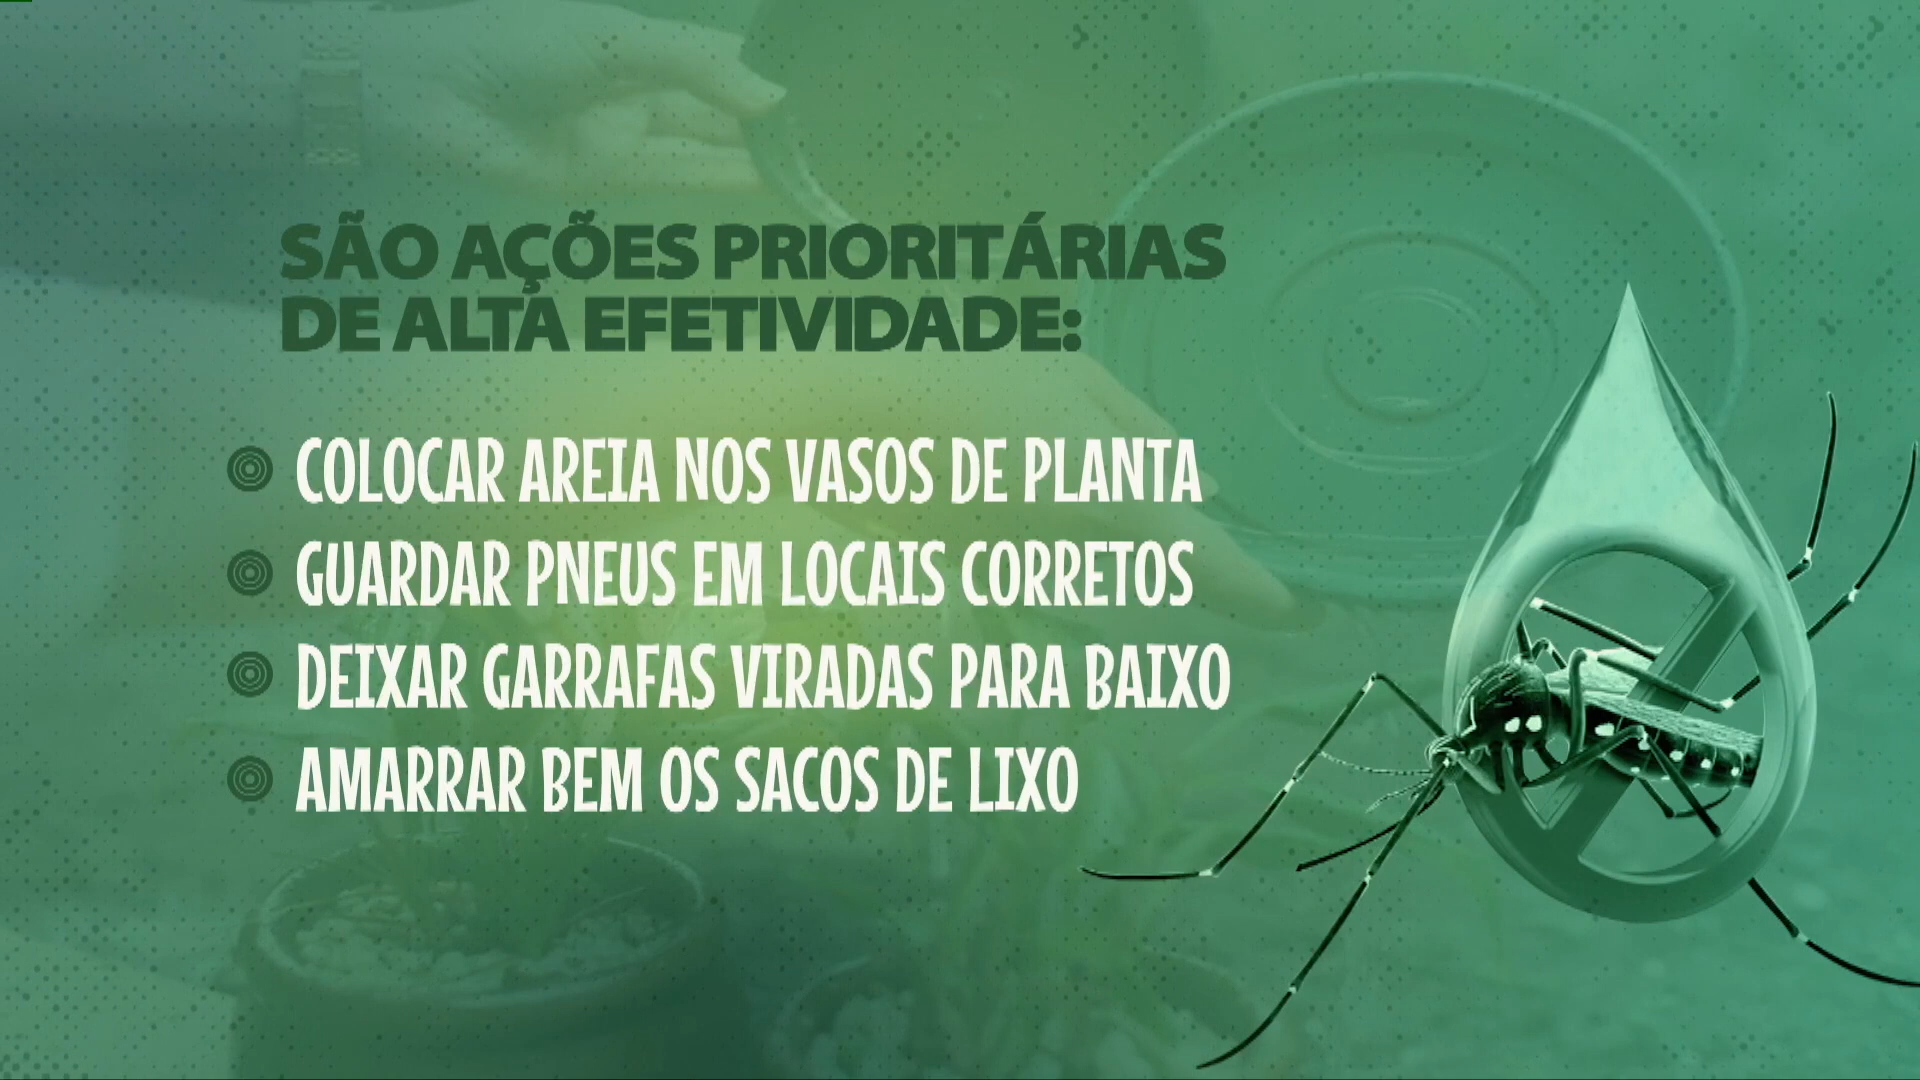 SÃO AÇÕES PRIORITÁRIAS
DE ALTA EFETIVIDADE:
COLOCAR AREIA NOS VASOS DE PLANTA
GUARDAR PNEUS EM LOCAIS CORRETOS
DEIXAR GARRAFAS VIRADAS PARA BAIXO
AMARRAR BEM OS SACOS DE LIXO